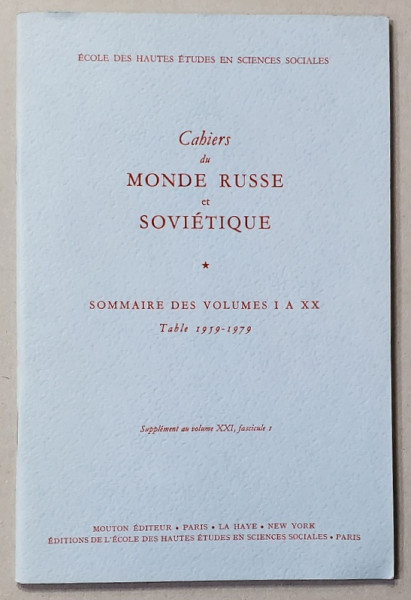 ÉCOLE DES HAUTES ÉTUDES EN SCIENCES SOCIALES
Cahiers
du
MONDE RUSSE
et
SOVIÉTIQUE
★
SOMMAIRE DES VOLUMES I A XX
Table 1959-1979
Supplément au volume XXI, fascicule 1
MOUTON ÉDITEUR • PARIS • LA HAYE • NEW YORK
ÉDITIONS DE L'ÉCOLE DES HAUTES ÉTUDES EN SCIENCES SOCIALES • PARIS